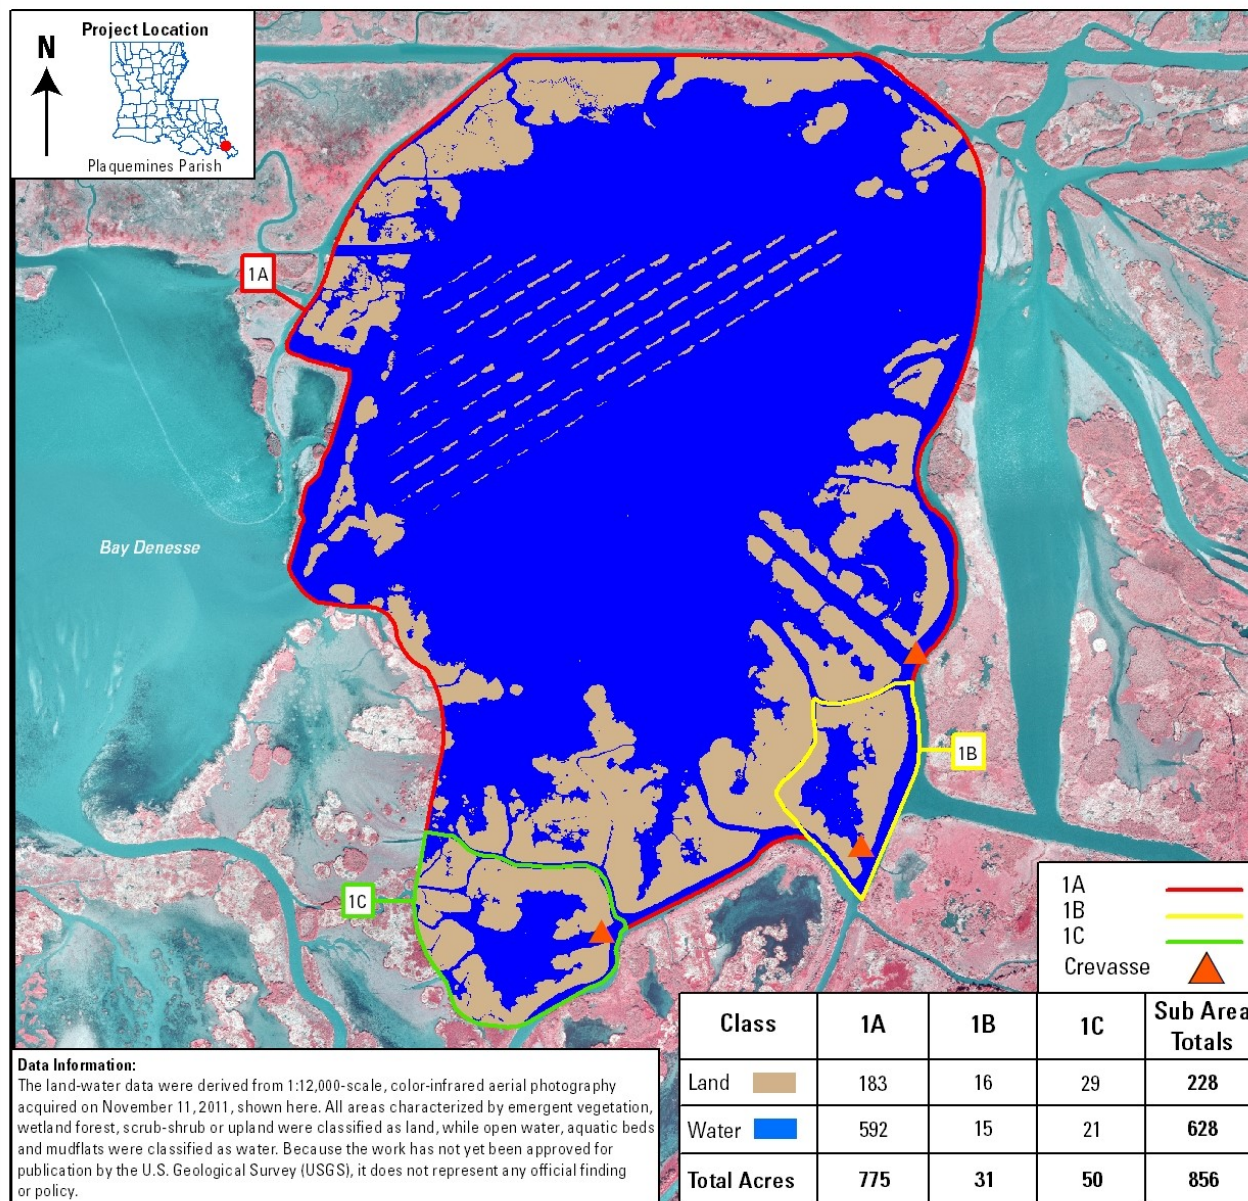 Project Location
N
Plaquemines Parish
1A
Bay Denesse
1B
1C
1A
1B
1C
Crevasse
Class 1A 1B 1C Sub Area Totals
Land 183 16 29 228
Water 592 15 21 628
Total Acres 775 31 50 856
Data Information:
The land-water data were derived from 1:12,000-scale, color-infrared aerial photography
acquired on November 11, 2011, shown here. All areas characterized by emergent vegetation,
wetland forest, scrub-shrub or upland were classified as land, while open water, aquatic beds
and mudflats were classified as water. Because the work has not yet been approved for
publication by the U.S. Geological Survey (USGS), it does not represent any official finding
or policy.